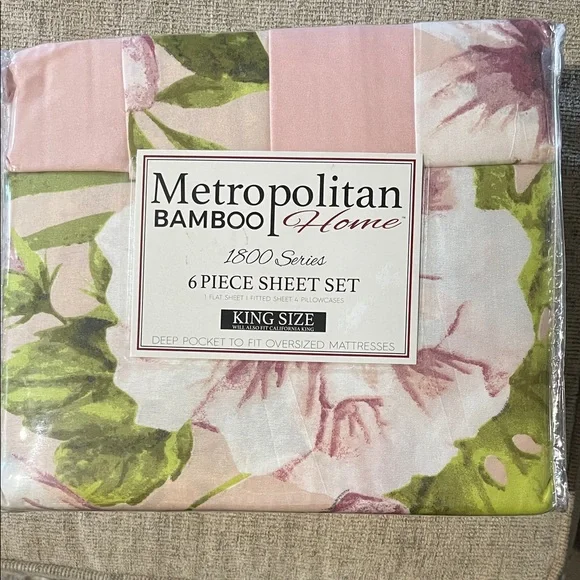 Metropolitan
BAMBOO Home™
1800 Series
6 PIECE SHEET SET
1 FLAT SHEET 1 FITTED SHEET 4 PILLOWCASES
KING SIZE
WILL ALSO FIT CALIFORNIA KING
DEEP POCKET TO FIT OVERSIZED MATTRESSES